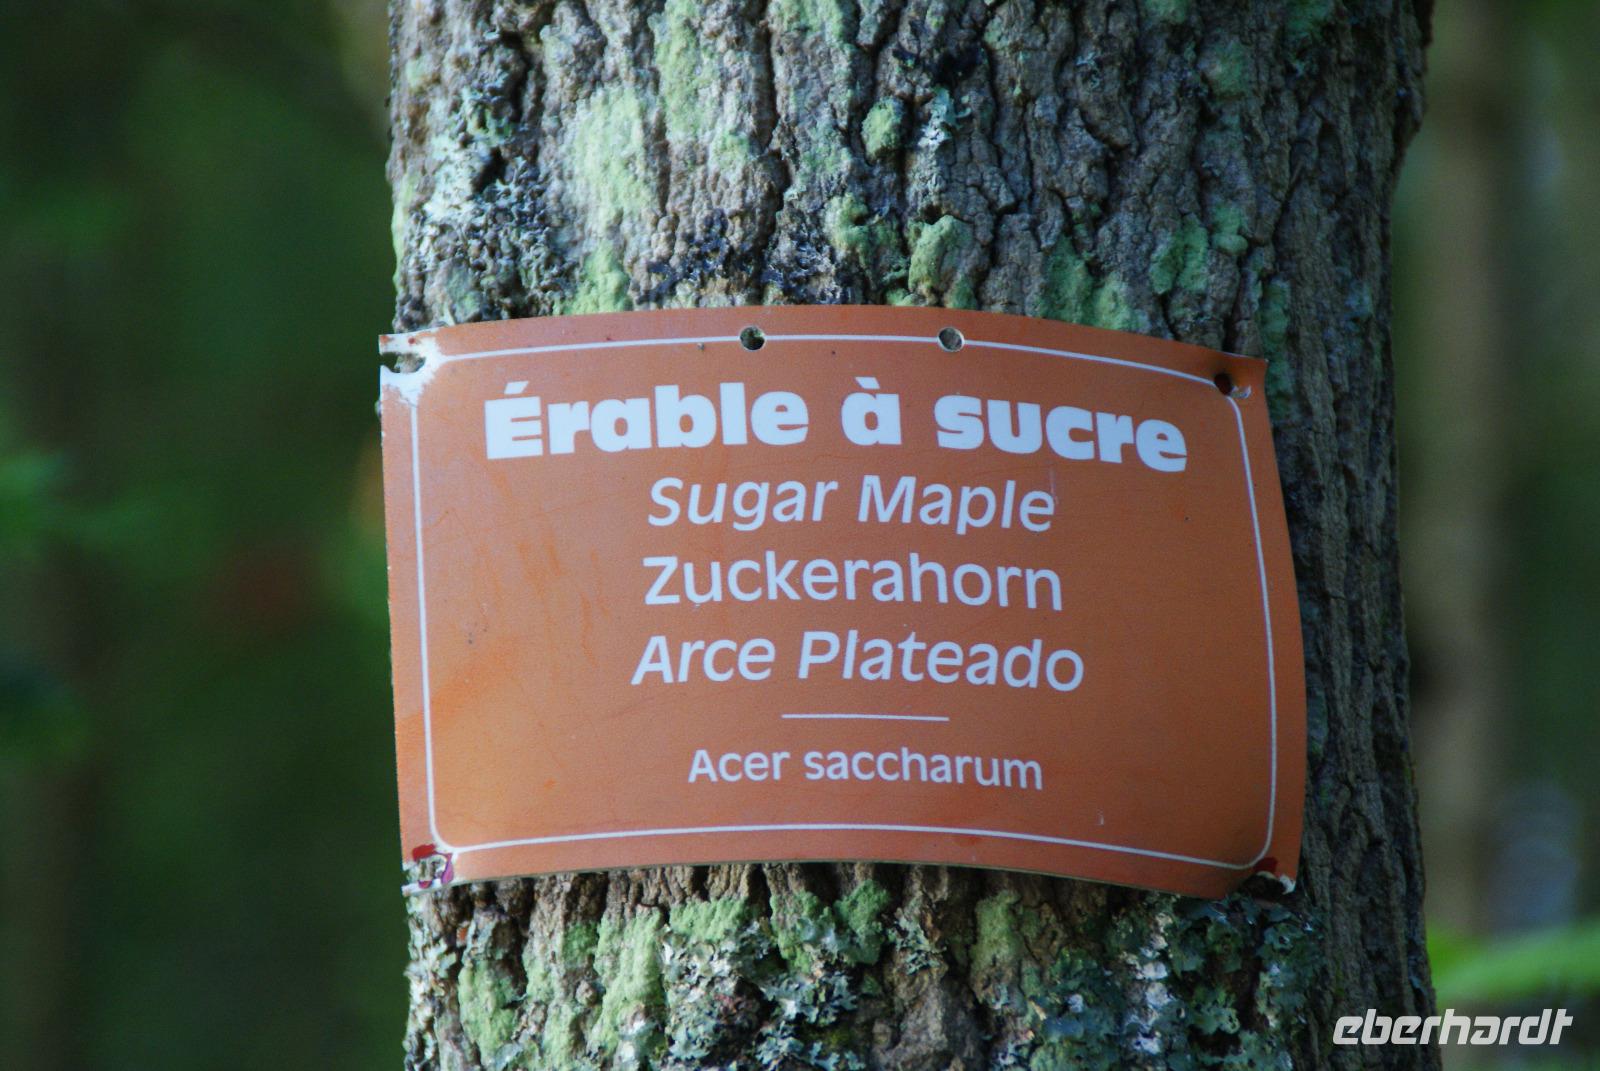 Érable à sucre
Sugar Maple
Zuckerahorn
Arce Plateado
Acer saccharum
eberhardt